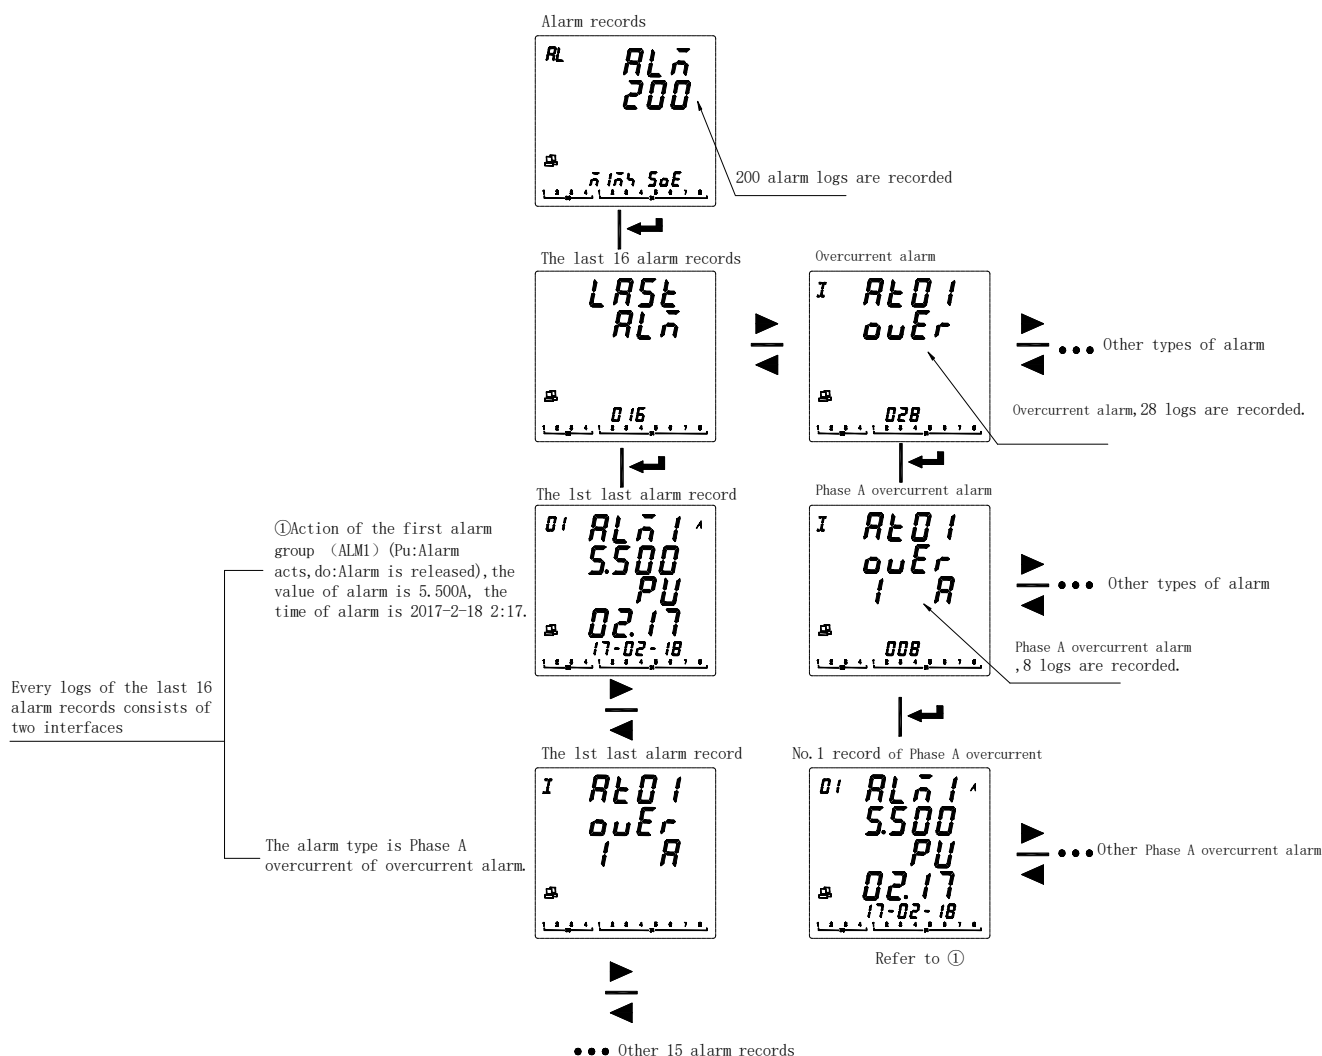 Alarm records
AL
ALM
200
200 alarm logs are recorded
The last 16 alarm records
LASt
ALM
016
Overcurrent alarm
I
At01
ovEr
028
Other types of alarm
Overcurrent alarm,28 logs are recorded.
The 1st last alarm record
01
ALM1
A
5.500
PU
02.17
17-02-18
①Action of the first alarm
group （ALM1）(Pu:Alarm
acts,do:Alarm is released),the
value of alarm is 5.500A, the
time of alarm is 2017-2-18 2:17.
Phase A overcurrent alarm
I
At01
ovEr
1 A
008
Other types of alarm
Phase A overcurrent alarm
,8 logs are recorded.
Every logs of the last 16
alarm records consists of
two interfaces
The 1st last alarm record
I
At01
ovEr
1 A
The alarm type is Phase A
overcurrent of overcurrent alarm.
No.1 record of Phase A overcurrent
01
ALM1
A
5.500
PU
02.17
17-02-18
Other Phase A overcurrent alarm
Refer to ①
Other 15 alarm records